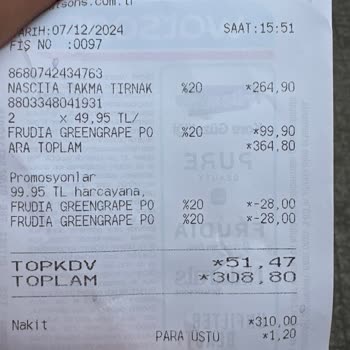 TARİH:07/12/2024 SAAT:15:51
FİŞ NO :0097
8680742434763
NASCITA TAKMA TIRNAK %20 *264,90
8803348041931
2 x 49,95 TL/
FRUDIA GREENGRAPE PO %20 *99,90
ARA TOPLAM *364,80
Promosyonlar
99.95 TL harcayana,
FRUDIA GREENGRAPE PO %20 *-28,00
FRUDIA GREENGRAPE PO %20 *-28,00
TOPKDV *51,47
TOPLAM *308,80
Nakit *310,00
PARA ÜSTÜ *1,20